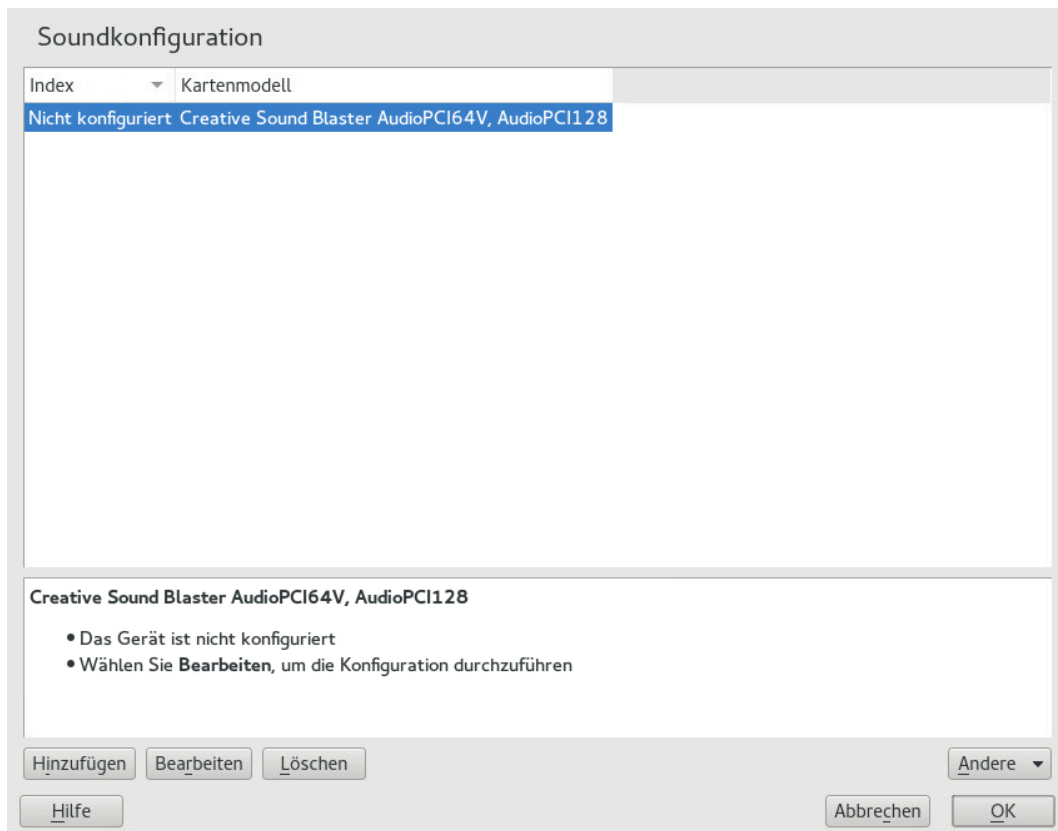 Soundkonfiguration
Index Kartenmodell
Nicht konfiguriert Creative Sound Blaster AudioPCI64V, AudioPCI128
Creative Sound Blaster AudioPCI64V, AudioPCI128
• Das Gerät ist nicht konfiguriert
• Wählen Sie Bearbeiten, um die Konfiguration durchzuführen
Hinzufügen Bearbeiten Löschen Andere
Hilfe Abbrechen OK